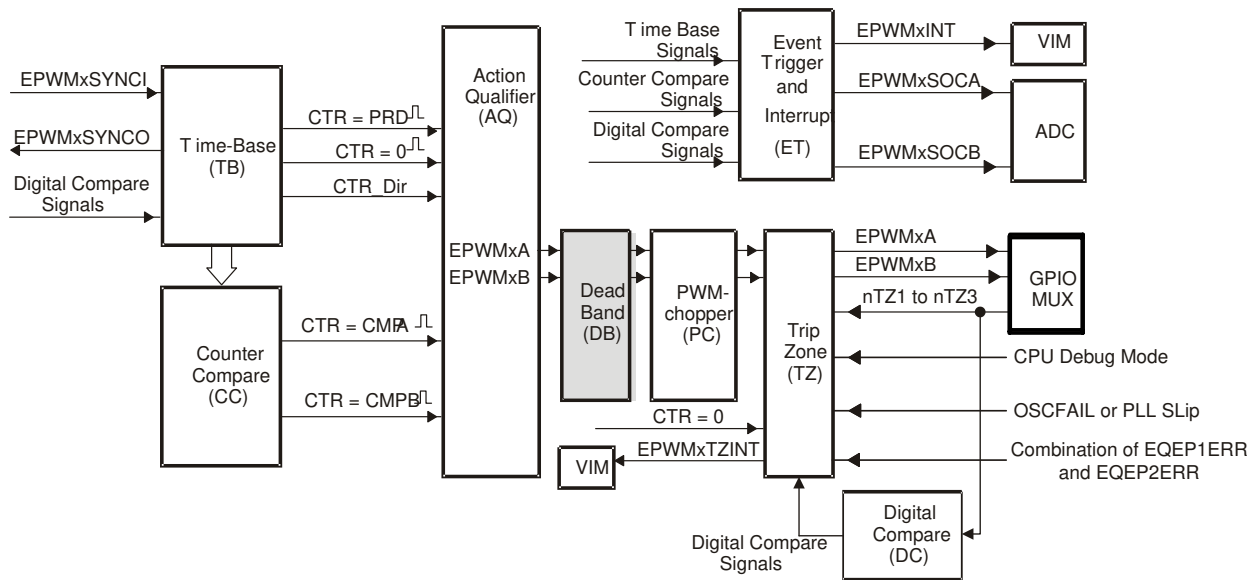 EPWMxSYNCI
EPWMxSYNCO
Digital Compare
Signals
Time-Base
(TB)
CTR = PRD
CTR = 0
CTR_Dir
Counter
Compare
(CC)
CTR = CMPA
CTR = CMPB
Action
Qualifier
(AQ)
EPWMxA
EPWMxB
Time Base
Signals
Counter Compare
Signals
Digital Compare
Signals
Event
Trigger
and
Interrupt
(ET)
EPWMxINT
EPWMxSOCA
EPWMxSOCB
VIM
ADC
Dead
Band
(DB)
PWM-
chopper
(PC)
Trip
Zone
(TZ)
EPWMxA
EPWMxB
nTZ1 to nTZ3
GPIO
MUX
CPU Debug Mode
OSCFAIL or PLL SLip
Combination of EQEP1ERR
and EQEP2ERR
CTR = 0
EPWMxTZINT
VIM
Digital Compare
Signals
Digital
Compare
(DC)